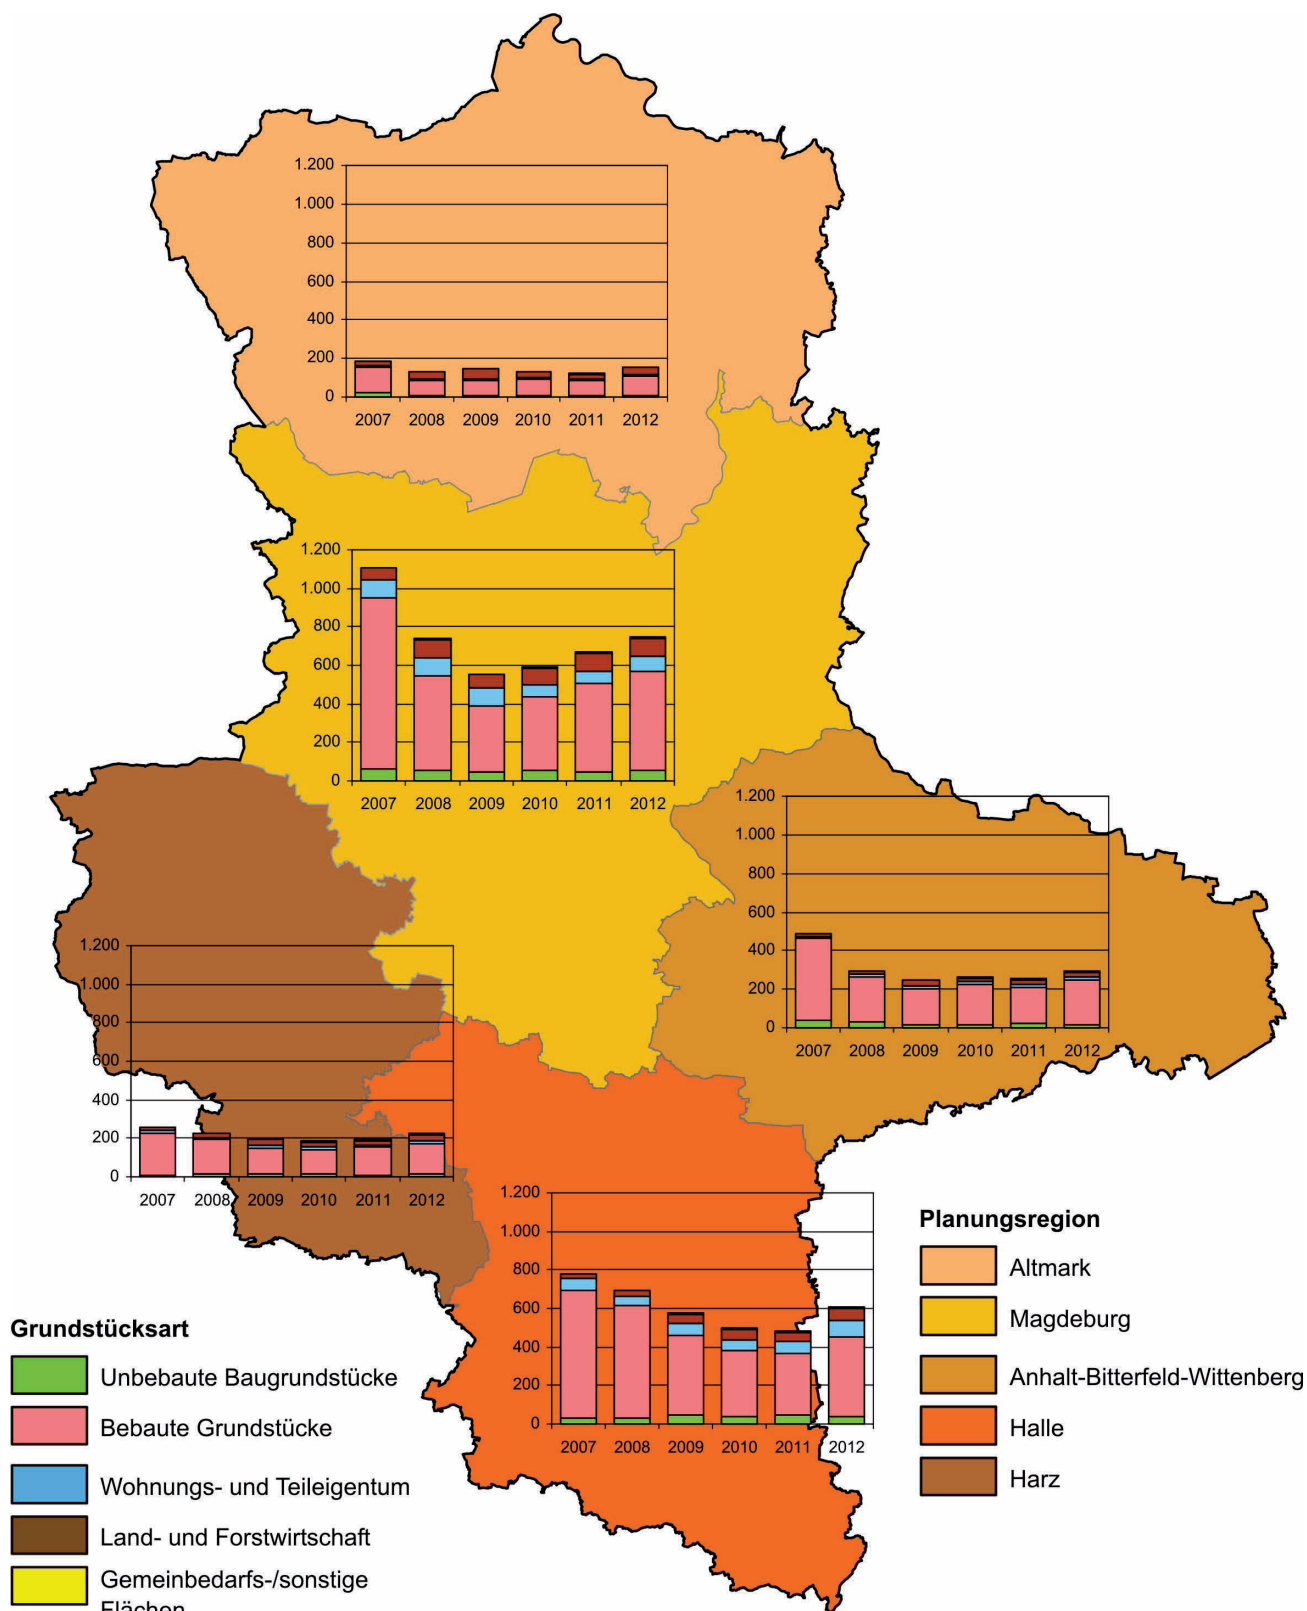 1.200
1.000
800
600
400
200
0
2007 2008 2009 2010 2011 2012
1.200
1.000
800
600
400
200
0
2007 2008 2009 2010 2011 2012
1.200
1.000
800
600
400
200
0
2007 2008 2009 2010 2011 2012
1.200
1.000
800
600
400
200
0
2007 2008 2009 2010 2011 2012
1.200
1.000
800
600
400
200
0
2007 2008 2009 2010 2011 2012
Planungsregion
Altmark
Magdeburg
Anhalt-Bitterfeld-Wittenberg
Halle
Harz
Grundstücksart
Unbebaute Baugrundstücke
Bebaute Grundstücke
Wohnungs- und Teileigentum
Land- und Forstwirtschaft
Gemeinbedarfs-/sonstige
Flächen